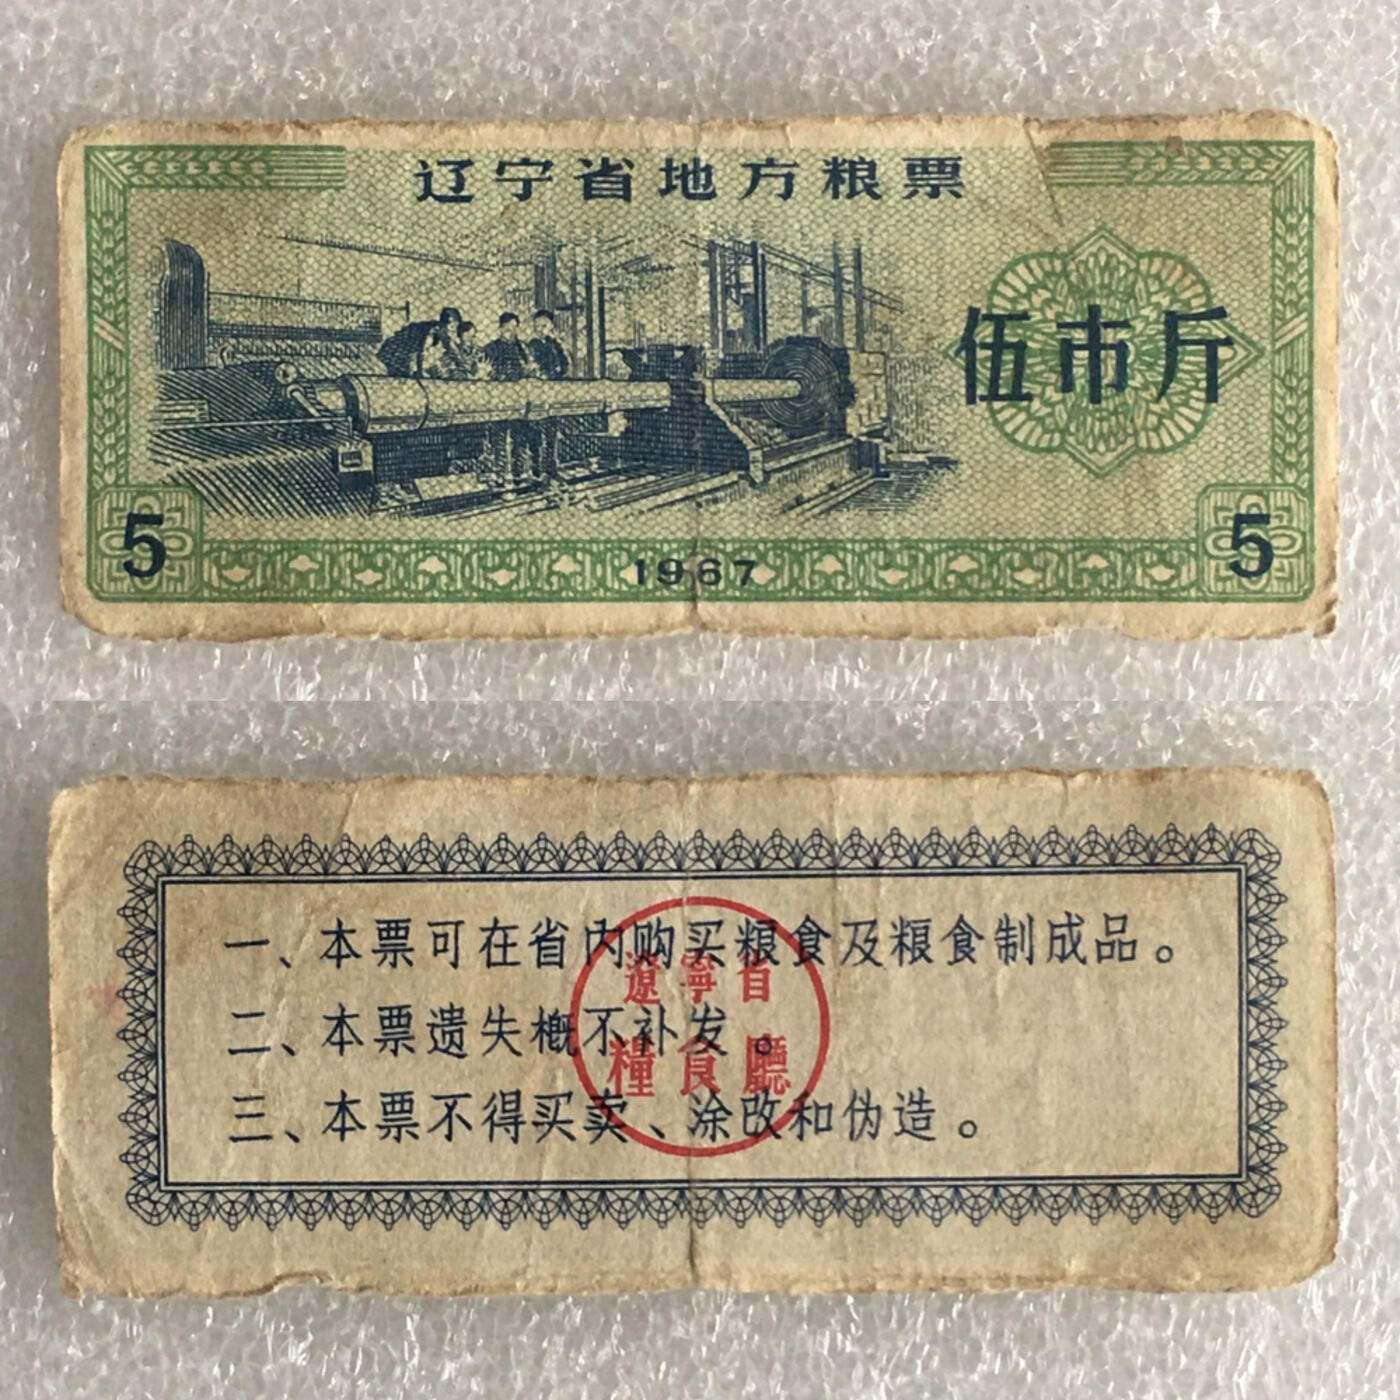 辽宁省地方粮票
伍市斤
5
5
1967
一、本票可在省内购买粮食及粮食制成品。
二、本票遗失概不补发。
三、本票不得买卖、涂改和伪造。
遼寧省
糧食廳